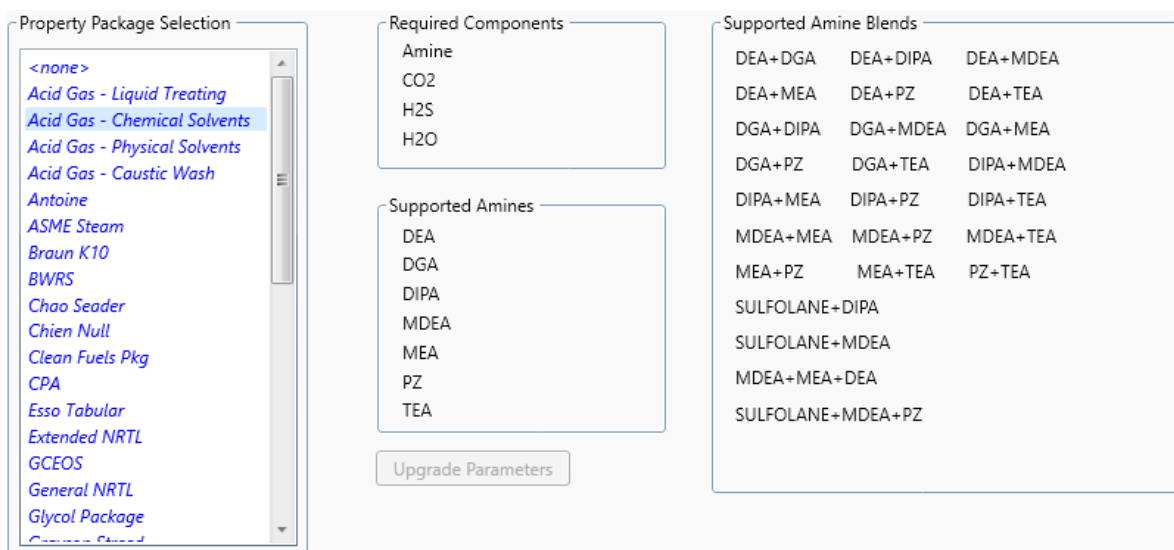 Property Package Selection
<none>
Acid Gas - Liquid Treating
Acid Gas - Chemical Solvents
Acid Gas - Physical Solvents
Acid Gas - Caustic Wash
Antoine
ASME Steam
Braun K10
BWRS
Chao Seader
Chien Null
Clean Fuels Pkg
CPA
Esso Tabular
Extended NRTL
GCEOS
General NRTL
Glycol Package
Required Components
Amine
CO2
H2S
H2O
Supported Amines
DEA
DGA
DIPA
MDEA
MEA
PZ
TEA
Upgrade Parameters
Supported Amine Blends
DEA+DGA DEA+DIPA DEA+MDEA
DEA+MEA DEA+PZ DEA+TEA
DGA+DIPA DGA+MDEA DGA+MEA
DGA+PZ DGA+TEA DIPA+MDEA
DIPA+MEA DIPA+PZ DIPA+TEA
MDEA+MEA MDEA+PZ MDEA+TEA
MEA+PZ MEA+TEA PZ+TEA
SULFOLANE+DIPA
SULFOLANE+MDEA
MDEA+MEA+DEA
SULFOLANE+MDEA+PZ